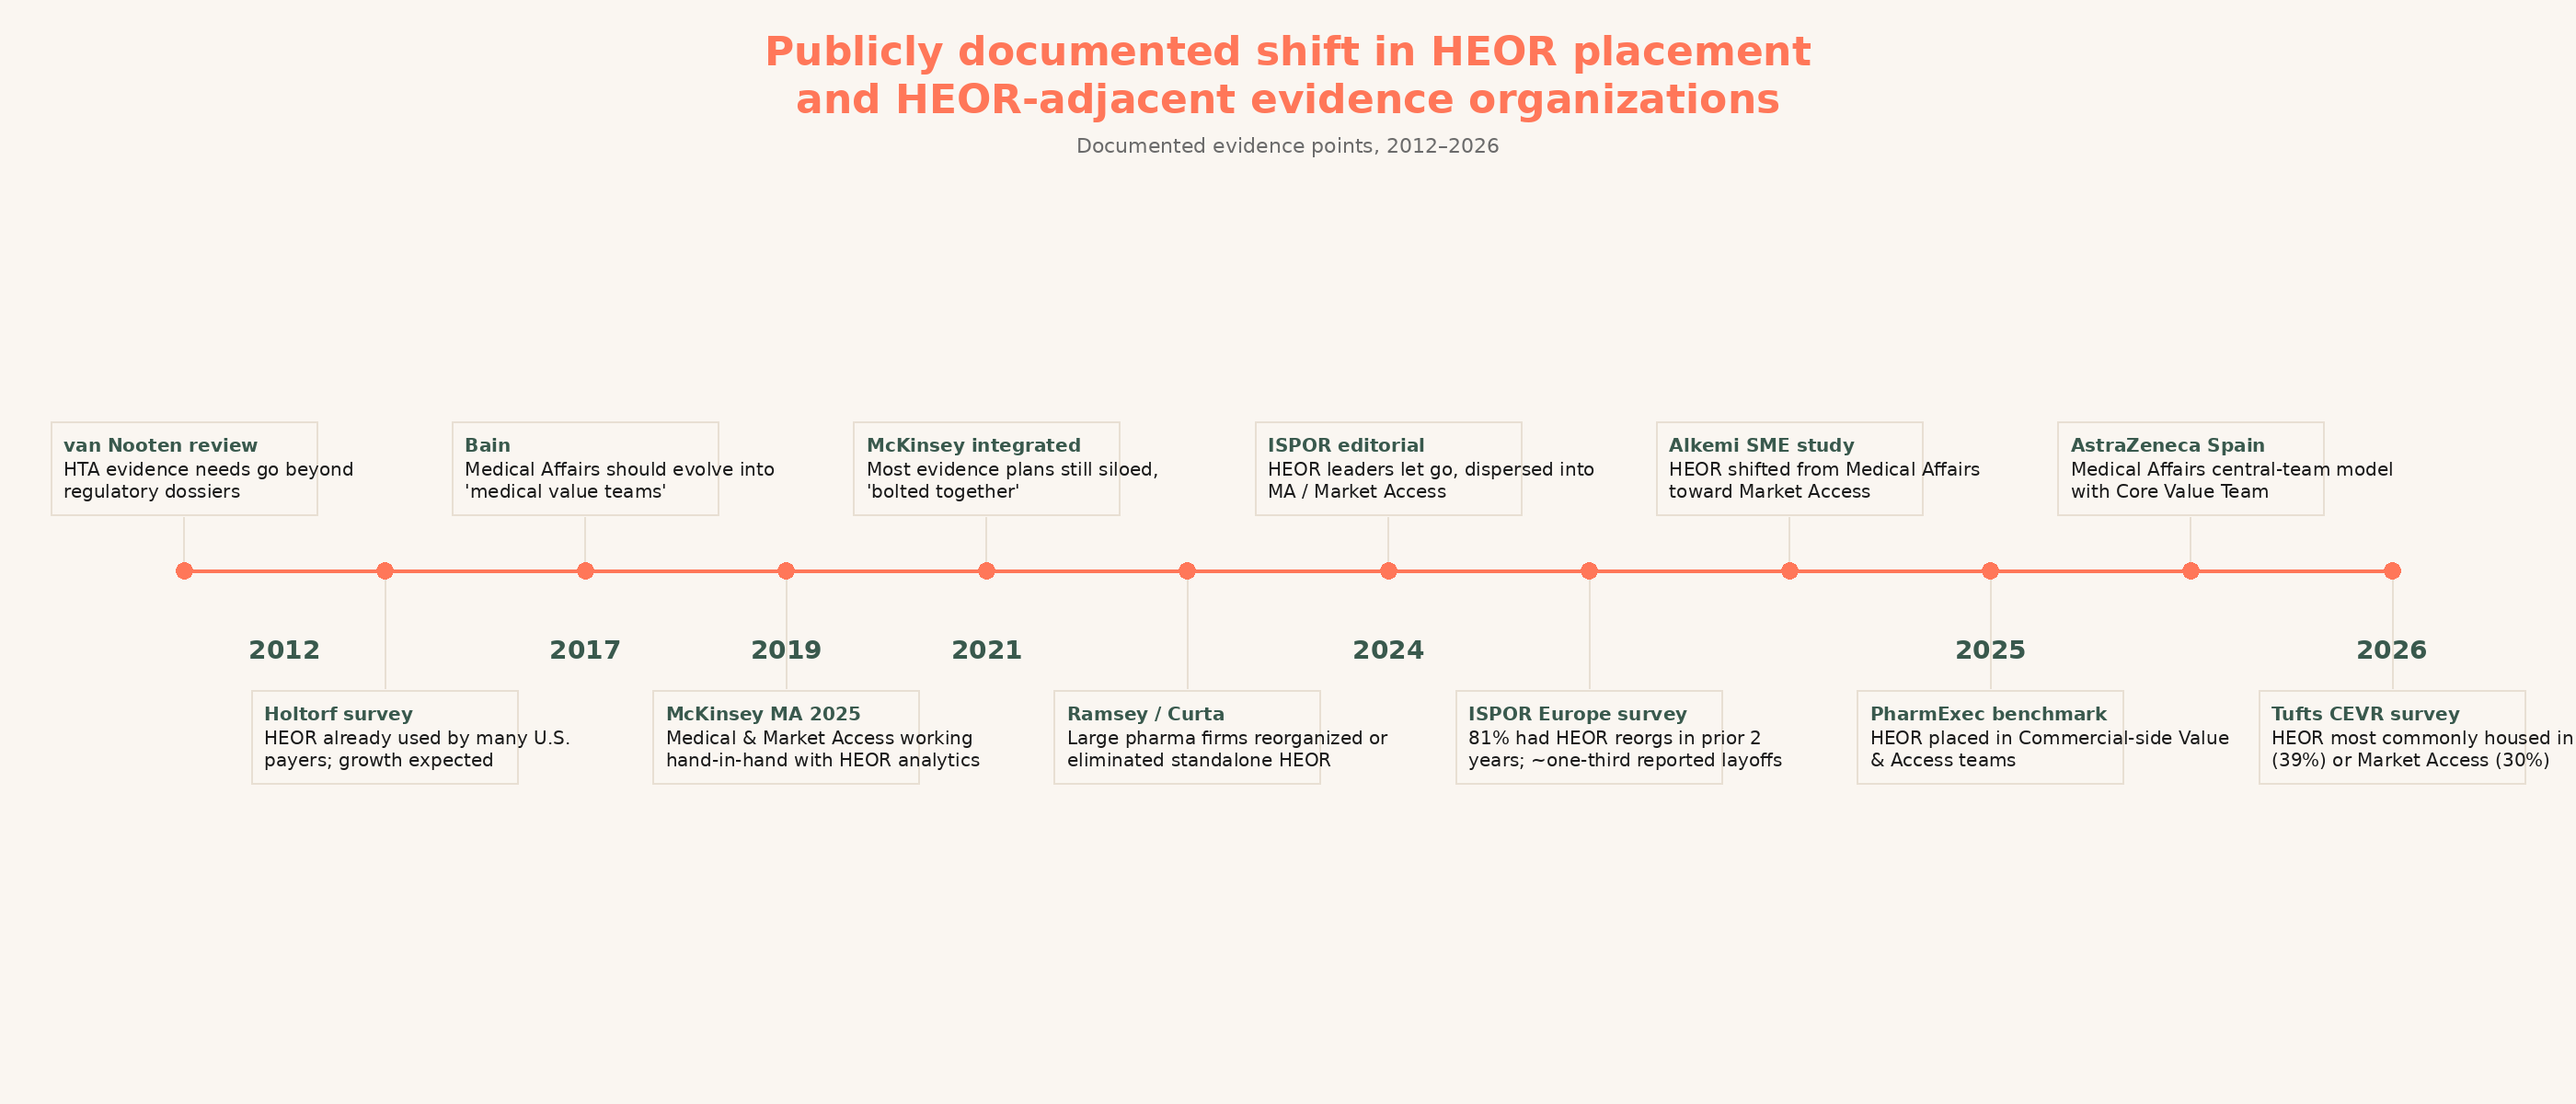 Publicly documented shift in HEOR placement
and HEOR-adjacent evidence organizations
Documented evidence points, 2012–2026
van Nooten review
HTA evidence needs go beyond
regulatory dossiers
Bain
Medical Affairs should evolve into
'medical value teams'
McKinsey integrated
Most evidence plans still siloed,
'bolted together'
ISPOR editorial
HEOR leaders let go, dispersed into
MA / Market Access
Alkemi SME study
HEOR shifted from Medical Affairs
toward Market Access
AstraZeneca Spain
Medical Affairs central-team model
with Core Value Team
2012
2017
2019
2021
2024
2025
2026
Holtorf survey
HEOR already used by many U.S.
payers; growth expected
McKinsey MA 2025
Medical & Market Access working
hand-in-hand with HEOR analytics
Ramsey / Curta
Large pharma firms reorganized or
eliminated standalone HEOR
ISPOR Europe survey
81% had HEOR reorgs in prior 2
years; ~one-third reported layoffs
PharmExec benchmark
HEOR placed in Commercial-side Value
& Access teams
Tufts CEVR survey
HEOR most commonly housed in
(39%) or Market Access (30%)